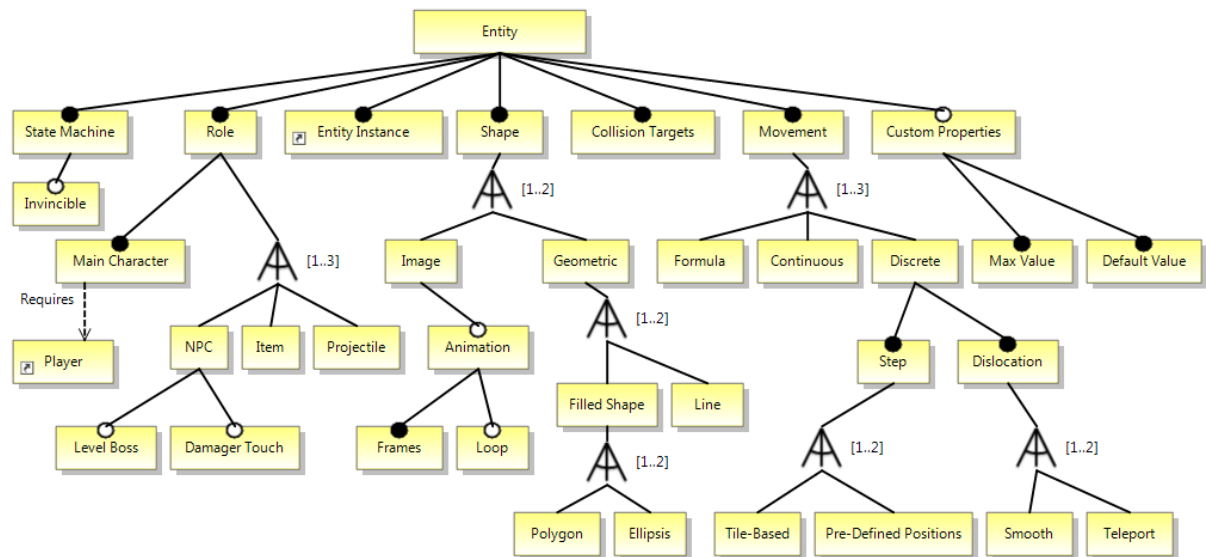 Entity
State Machine
Role
Entity Instance
Shape
Collision Targets
Movement
Custom Properties
Invincible
[1..2]
[1..3]
Main Character
[1..3]
Image
Geometric
Formula
Continuous
Discrete
Max Value
Default Value
Requires
[1..2]
Player
NPC
Item
Projectile
Animation
Step
Dislocation
Filled Shape
Line
Level Boss
Damager Touch
Frames
Loop
[1..2]
[1..2]
[1..2]
Polygon
Ellipsis
Tile-Based
Pre-Defined Positions
Smooth
Teleport